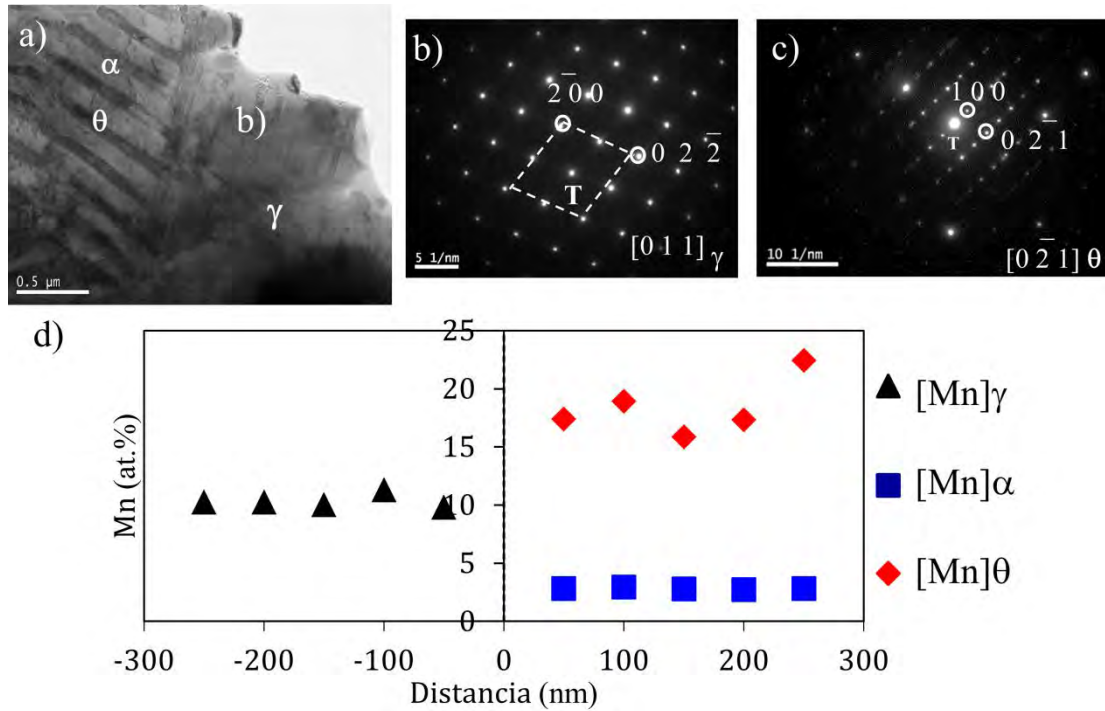 a)
α
θ
b)
γ
0.5 µm
b)
2̅00
0 2 2̅
T
[0 1 1] γ
5 1/nm
c)
1 0 0
T
0 2̅ 1
[0 2̅ 1] θ
10 1/nm
d)
25
20
15
10
5
0
Mn (at.%)
-300
-200
-100
0
100
200
300
Distancia (nm)
[Mn]γ
[Mn]α
[Mn]θ